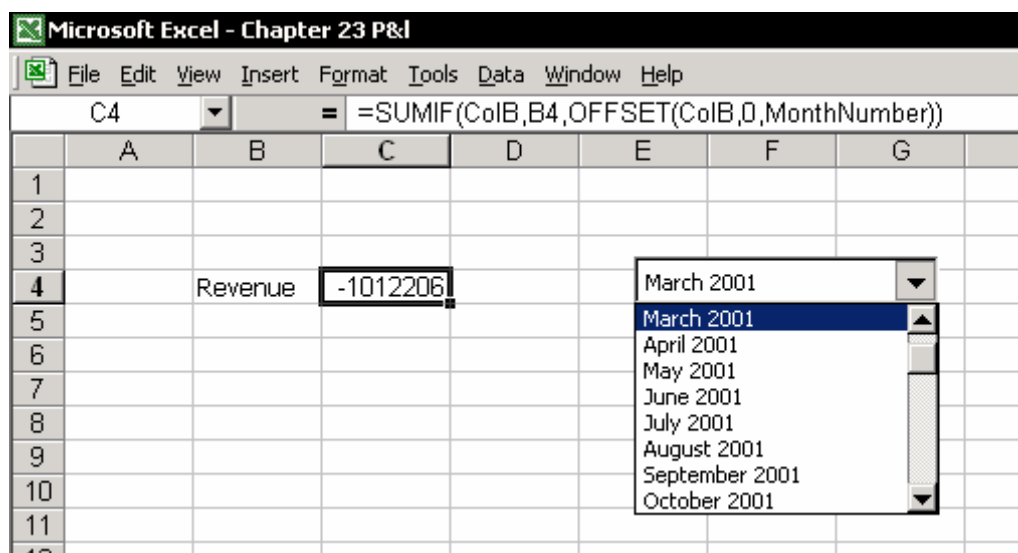 Microsoft Excel - Chapter 23 P&l
File Edit View Insert Format Tools Data Window Help
C4 = =SUMIF(ColB,B4,OFFSET(ColB,0,MonthNumber))
A B C D E F G
1
2
3
4 Revenue -1012206 March 2001
5 March 2001
6 April 2001
May 2001
7 June 2001
8 July 2001
9 August 2001
September 2001
10 October 2001
11